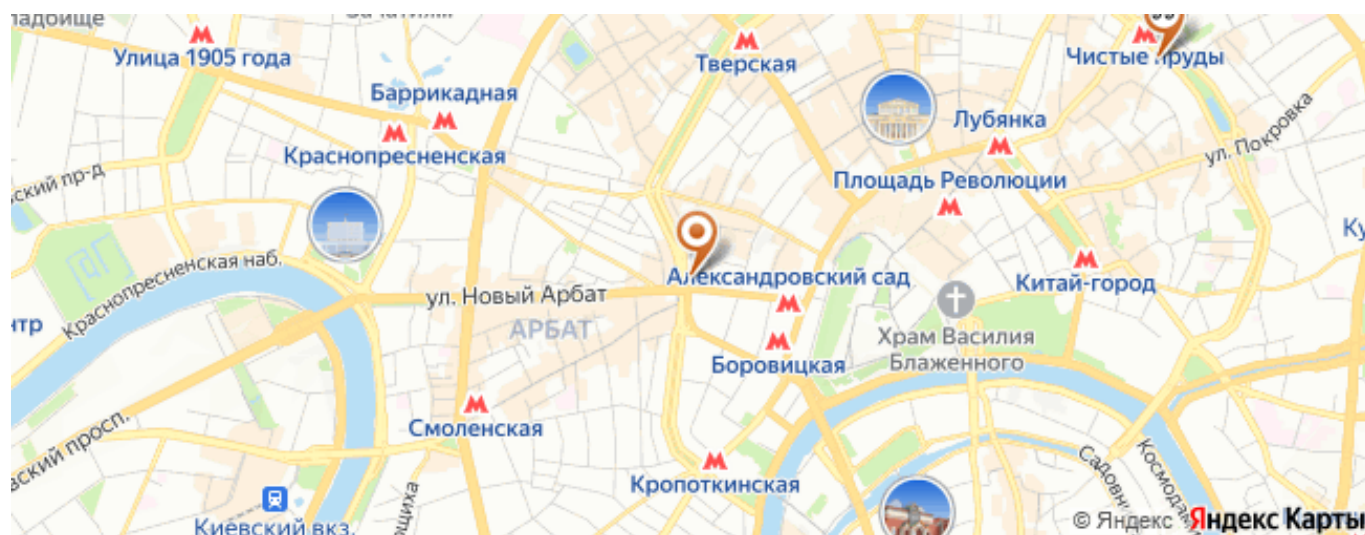 Улица 1905 года
Тверская
Чистые пруды
Баррикадная
Краснопресненская
Лубянка
ул. Покровка
Площадь Революции
Краснопресненская наб.
Александровский сад
Китай-город
ул. Новый Арбат
АРБАТ
Храм Василия
Блаженного
Боровицкая
Смоленская
Кропоткинская
Киевский вкз.
© Яндекс
Яндекс Карты